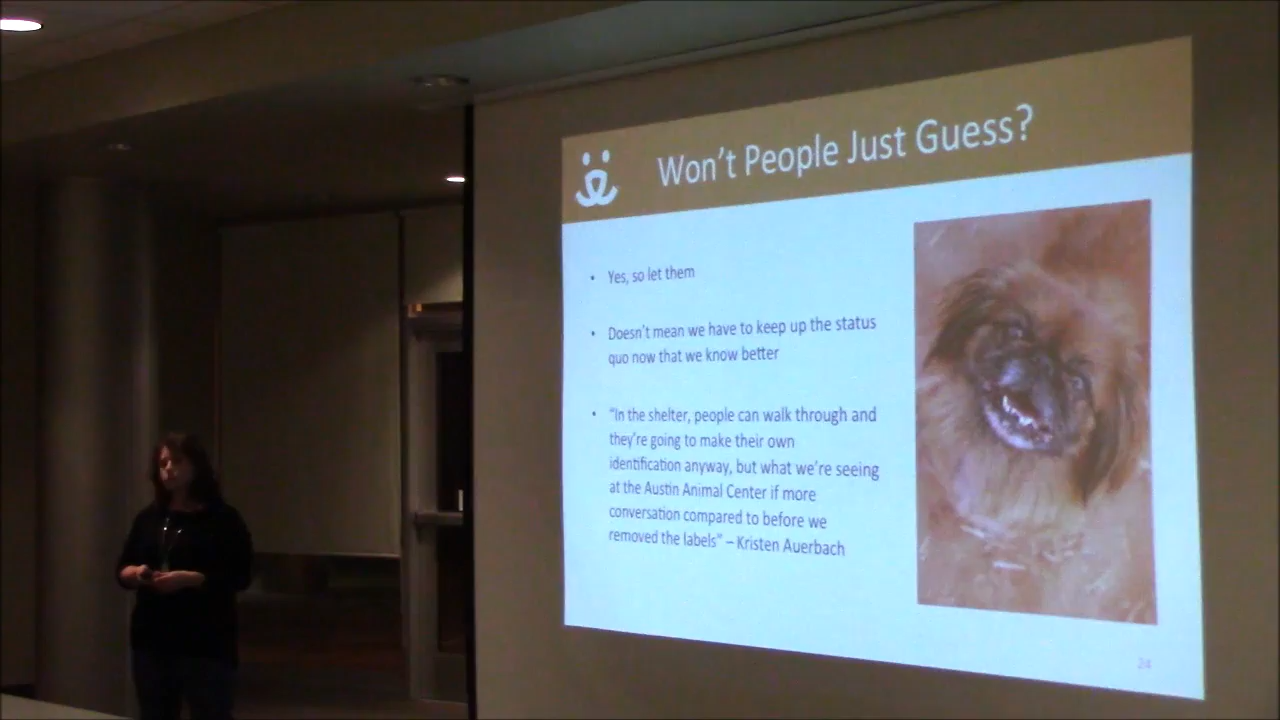 Won't People Just Guess?
• Yes, so let them
• Doesn't mean we have to keep up the status
quo now that we know better
• “In the shelter, people can walk through and
they're going to make their own
identification anyway, but what we're seeing
at the Austin Animal Center if more
conversation compared to before we
removed the labels” – Kristen Auerbach
24